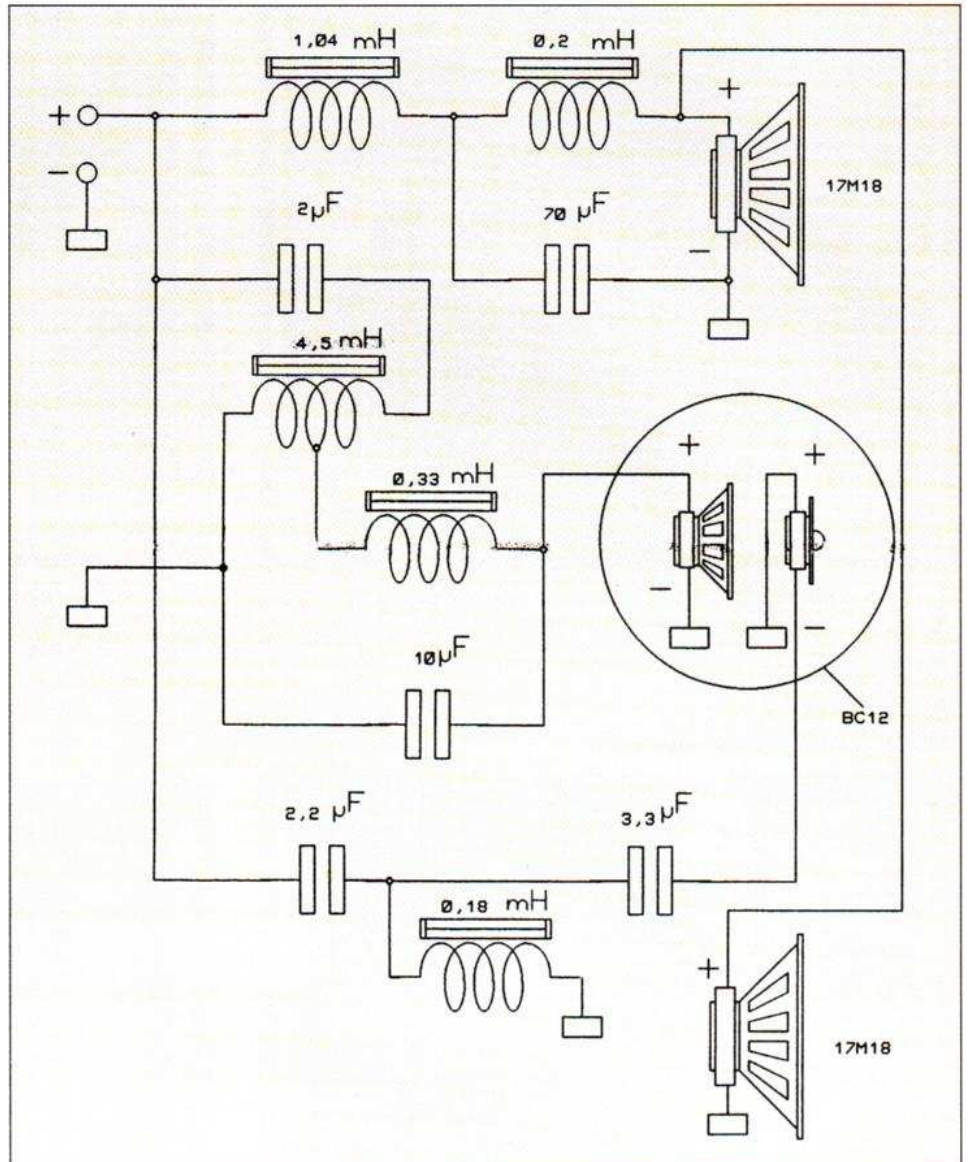 1,04 mH
0,2 mH
+
+
17M18
−
2µF
70 µF
−
4,5 mH
+
+
0,33 mH
−
−
10µF
BC12
2,2 µF
3,3 µF
0,18 mH
+
17M18